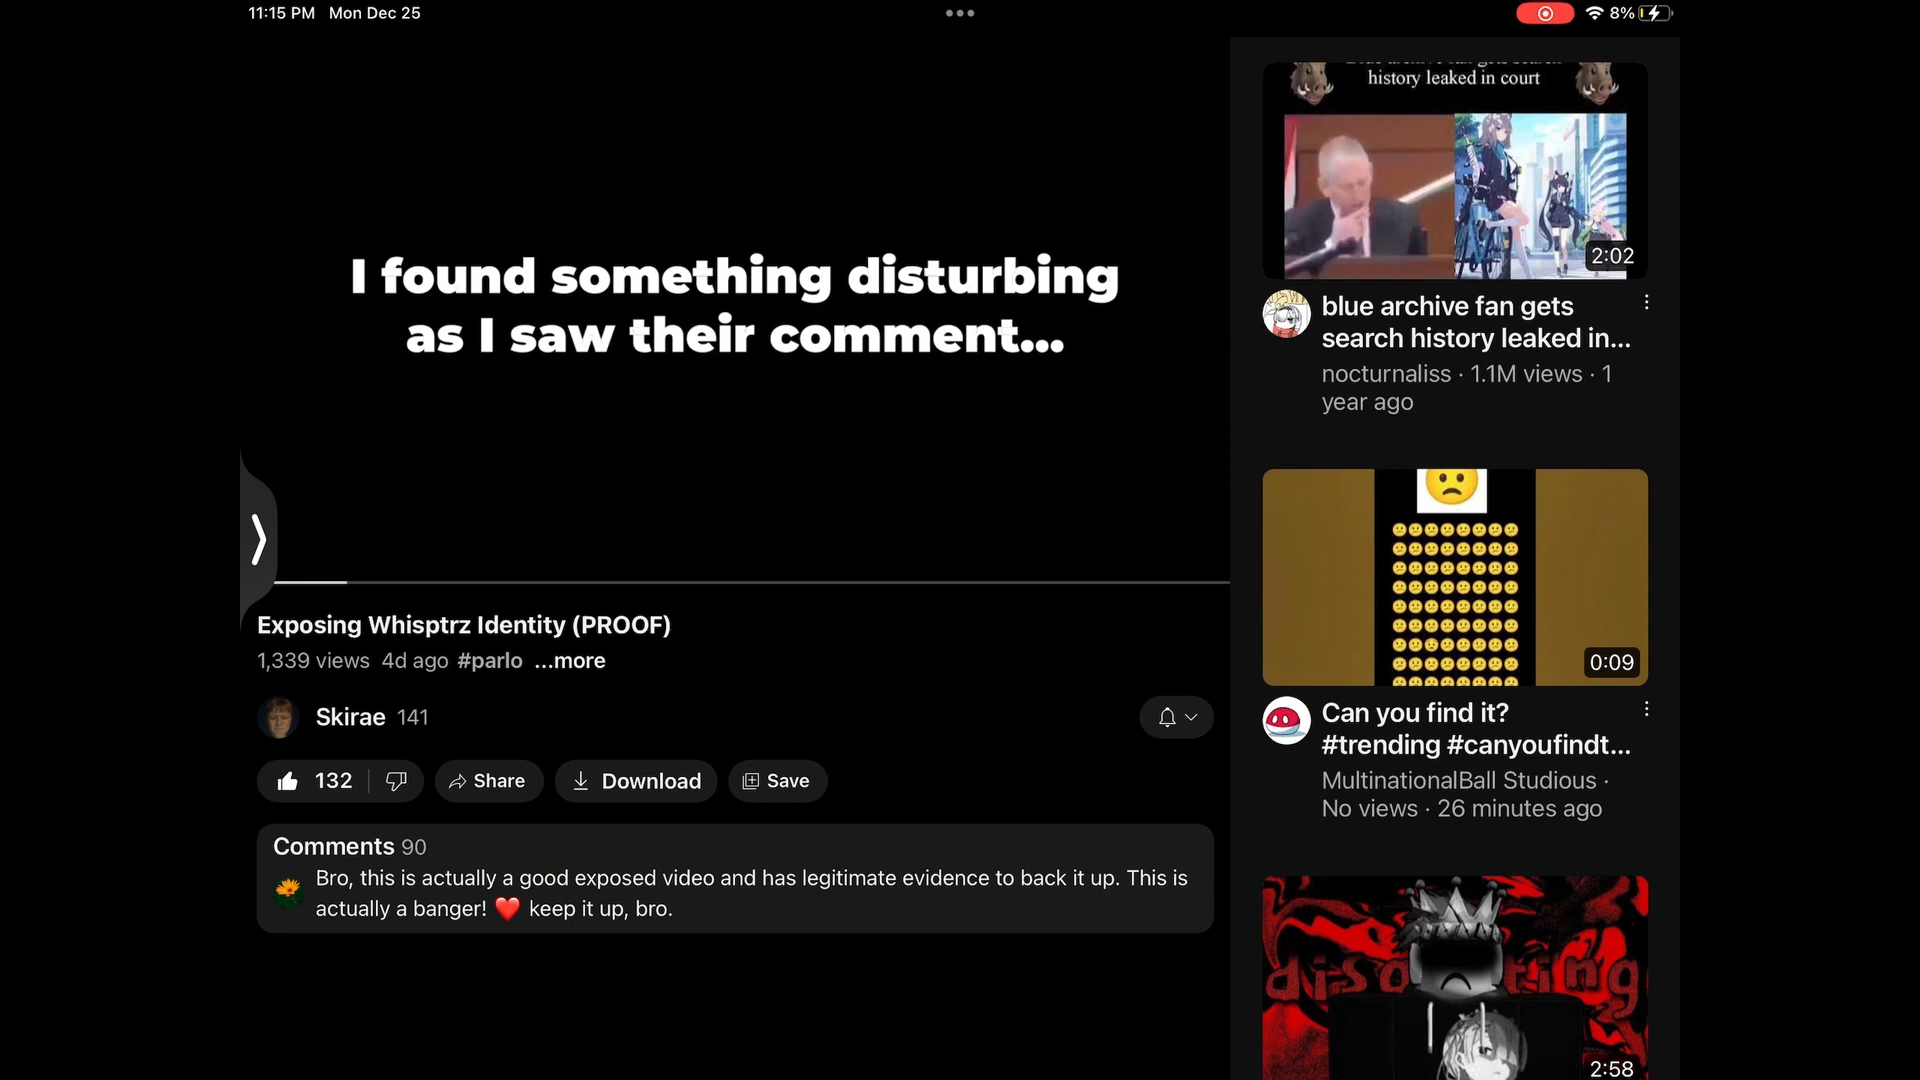 11:15 PM Mon Dec 25
8%
I found something disturbing
as I saw their comment...
Exposing Whisptrz Identity (PROOF)
1,339 views 4d ago #parlo ...more
Skirae 141
132
Share
Download
Save
Comments 90
Bro, this is actually a good exposed video and has legitimate evidence to back it up. This is
actually a banger! ❤️ keep it up, bro.
history leaked in court
2:02
blue archive fan gets
search history leaked in...
nocturnaliss · 1.1M views · 1
year ago
0:09
Can you find it?
#trending #canyoufindt...
MultinationalBall Studious ·
No views · 26 minutes ago
2:58